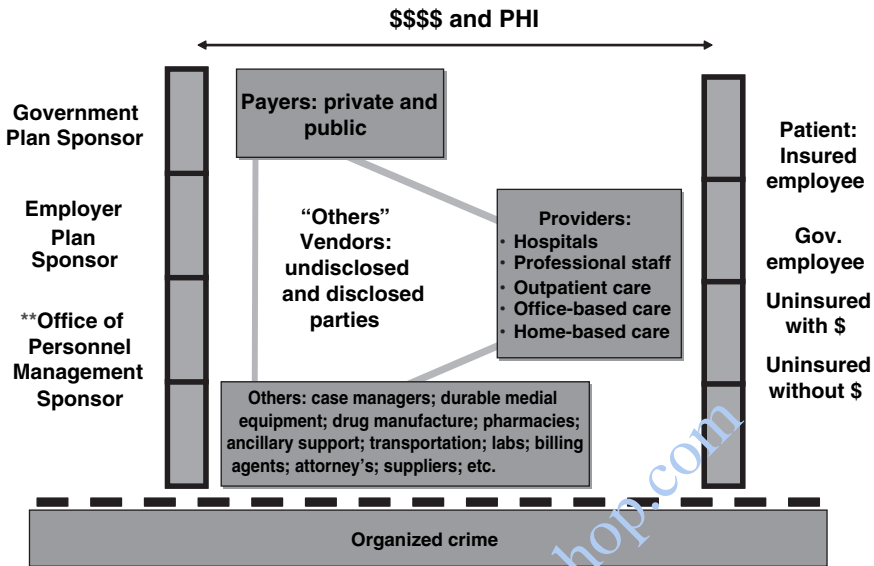 $$$$ and PHI
Government
Plan Sponsor
Employer
Plan
Sponsor
**Office of
Personnel
Management
Sponsor
Payers: private and
public
“Others”
Vendors:
undisclosed
and disclosed
parties
Providers:
• Hospitals
• Professional staff
• Outpatient care
• Office-based care
• Home-based care
Others: case managers; durable medial
equipment; drug manufacture; pharmacies;
ancillary support; transportation; labs; billing
agents; attorney's; suppliers; etc.
Patient:
Insured
employee
Gov.
employee
Uninsured
with $
Uninsured
without $
Organized crime
hop.com